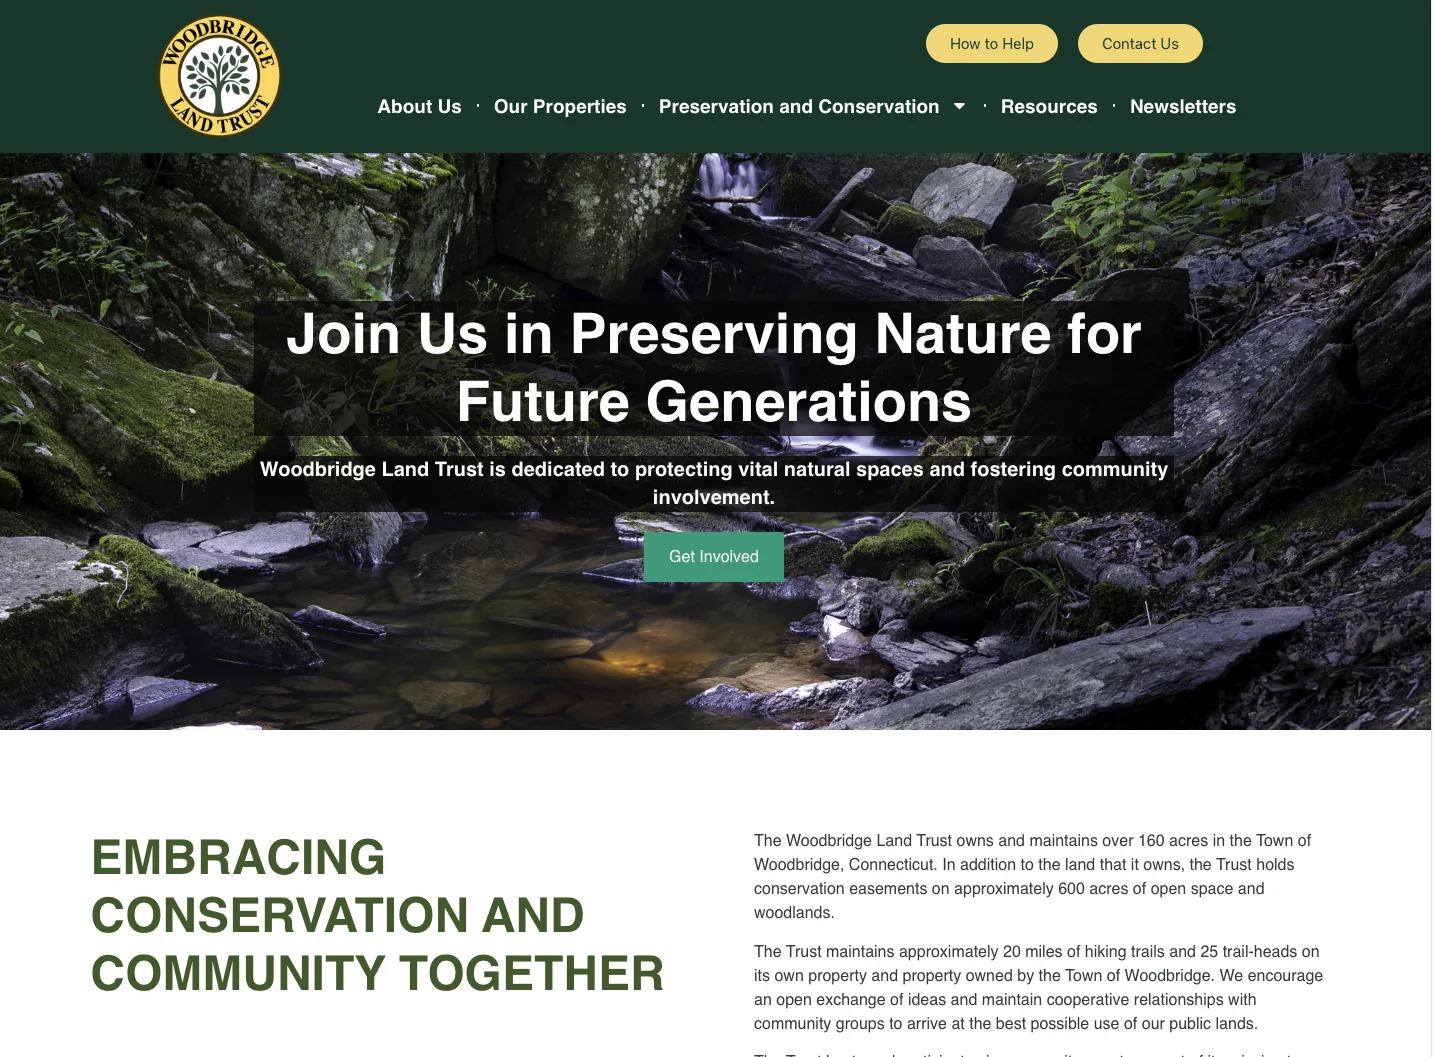 WOODBRIDGE
LAND TRUST
How to Help
Contact Us
About Us · Our Properties · Preservation and Conservation · Resources · Newsletters
Join Us in Preserving Nature for
Future Generations
Woodbridge Land Trust is dedicated to protecting vital natural spaces and fostering community
involvement.
Get Involved
EMBRACING
CONSERVATION AND
COMMUNITY TOGETHER
The Woodbridge Land Trust owns and maintains over 160 acres in the Town of
Woodbridge, Connecticut. In addition to the land that it owns, the Trust holds
conservation easements on approximately 600 acres of open space and
woodlands.
The Trust maintains approximately 20 miles of hiking trails and 25 trail-heads on
its own property and property owned by the Town of Woodbridge. We encourage
an open exchange of ideas and maintain cooperative relationships with
community groups to arrive at the best possible use of our public lands.